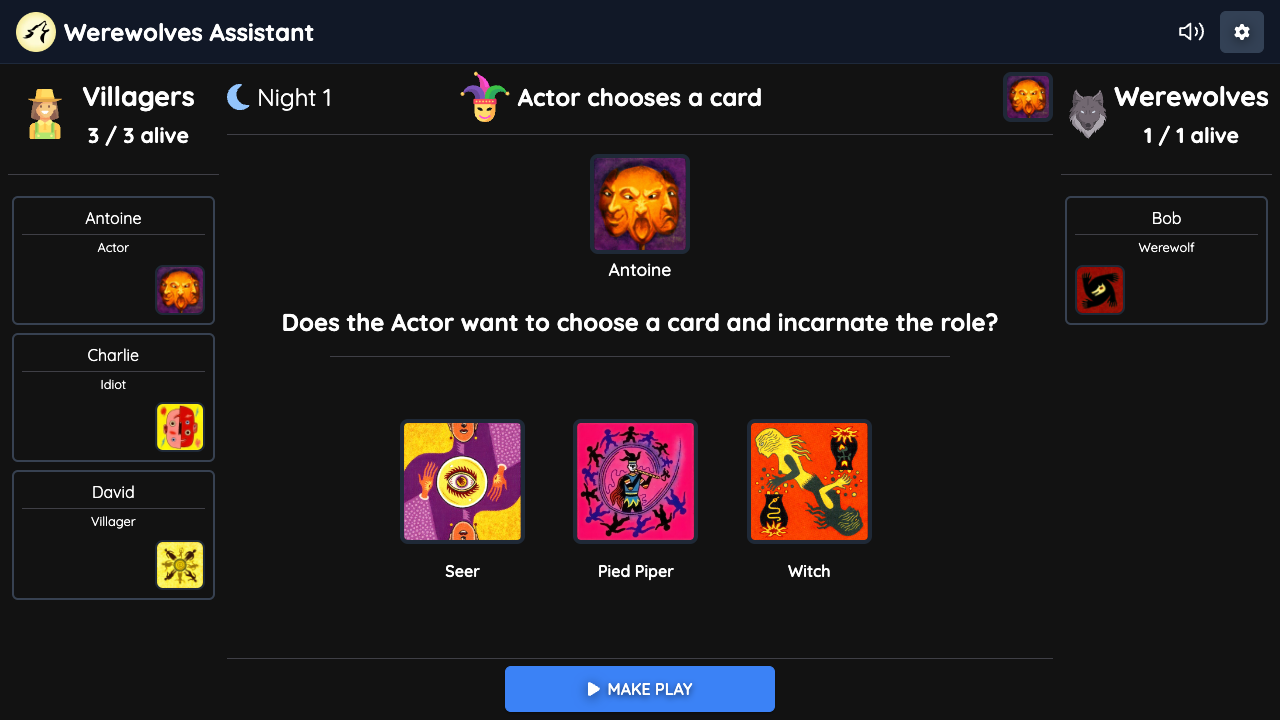 Werewolves Assistant
Villagers
3 / 3 alive
Night 1
Actor chooses a card
Werewolves
1 / 1 alive
Antoine
Actor
Charlie
Idiot
David
Villager
Antoine
Does the Actor want to choose a card and incarnate the role?
Seer
Pied Piper
Witch
MAKE PLAY
Bob
Werewolf